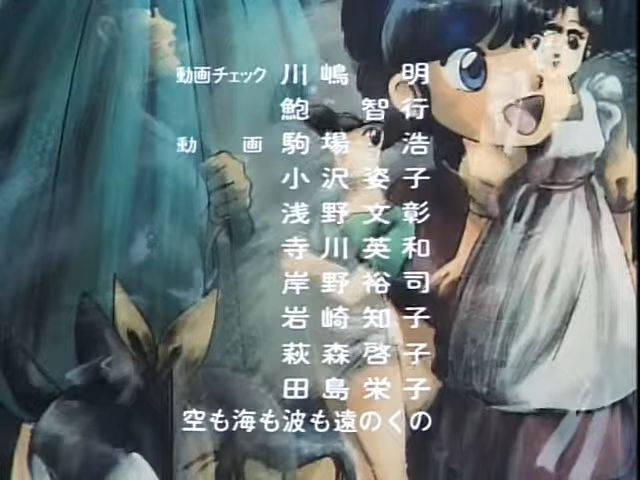 動画チェック 川嶋 明
鮑 智行
動 画 駒場 浩
小沢姿子
浅野文彰
寺川英和
岸野裕司
岩崎知子
萩森啓子
田島栄子
空も海も波も遠のくの